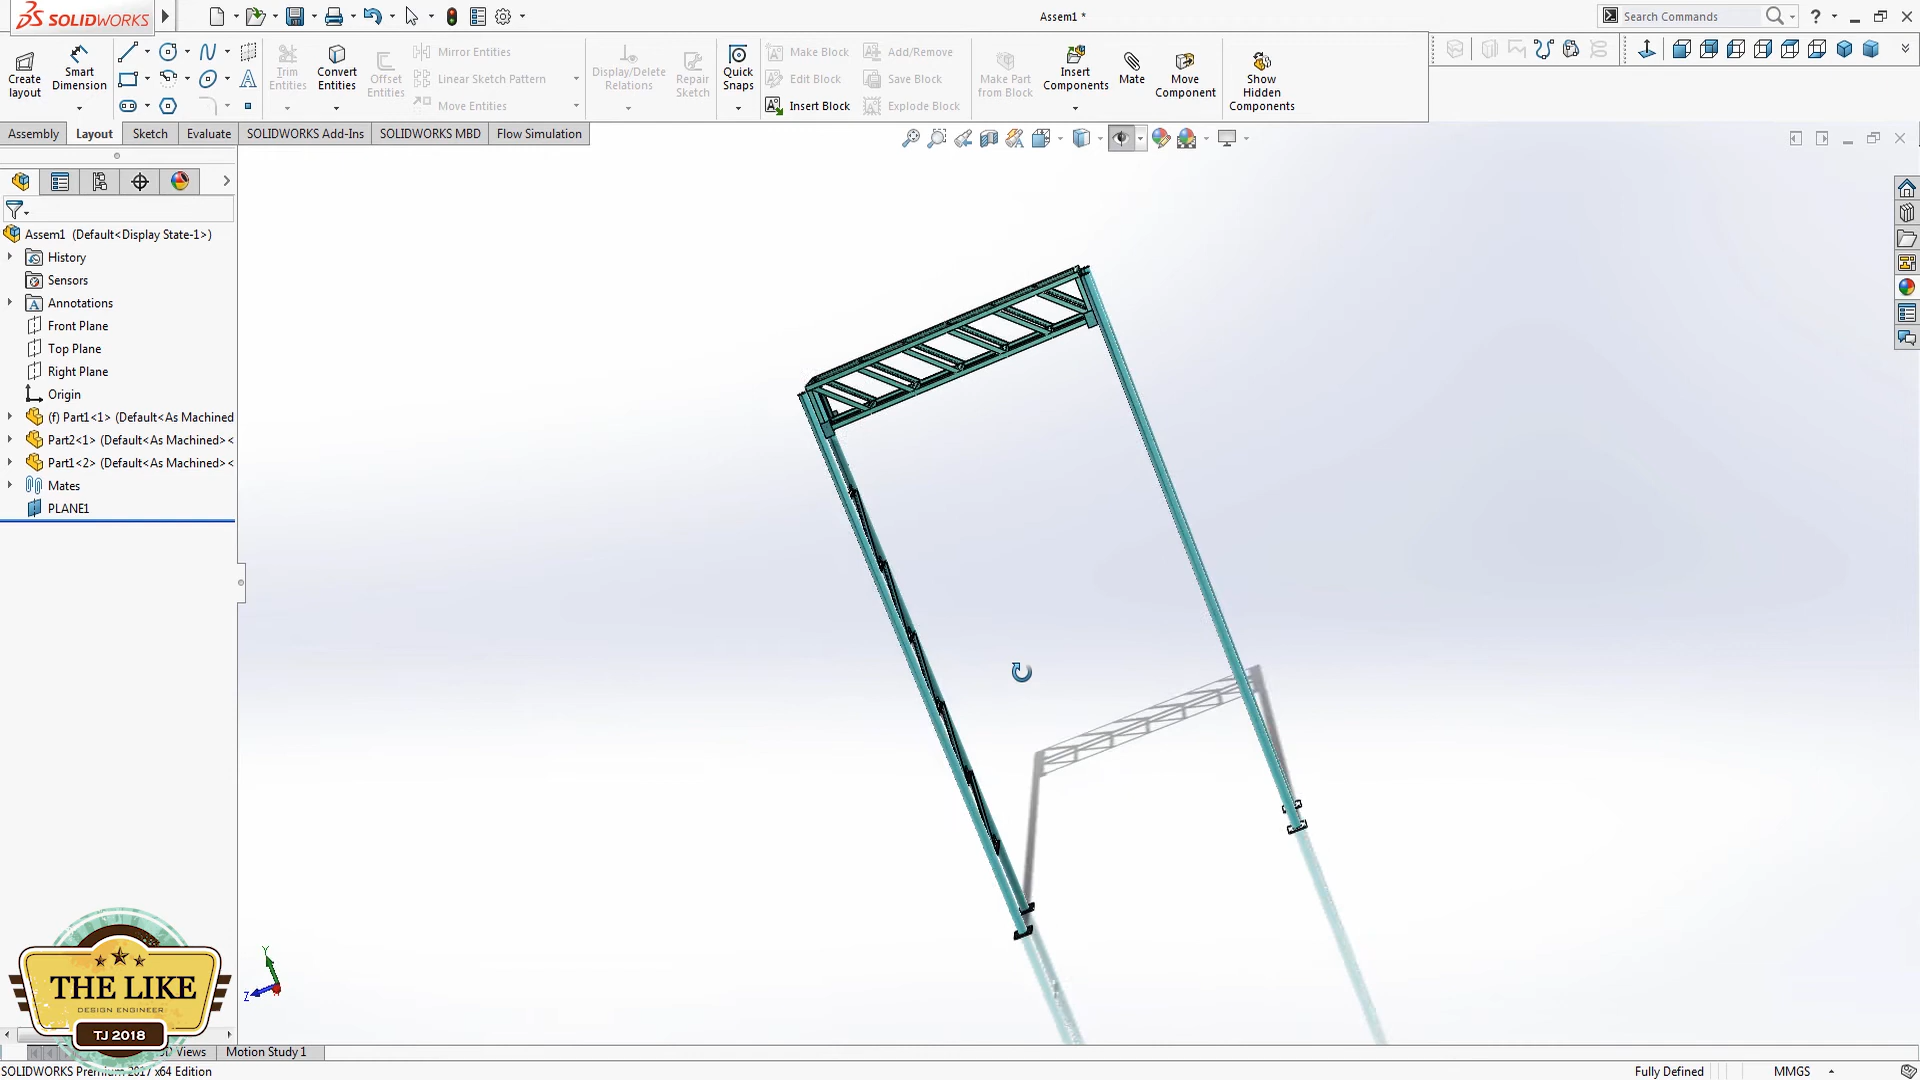 SOLIDWORKS
Assem1 *
Search Commands
?
Create layout
Smart Dimension
Trim Entities
Convert Entities
Offset Entities
Mirror Entities
Linear Sketch Pattern
Move Entities
Display/Delete Relations
Repair Sketch
Quick Snaps
Make Block
Edit Block
Insert Block
Add/Remove
Save Block
Explode Block
Make Part from Block
Insert Components
Mate
Move Component
Show Hidden Components
Assembly
Layout
Sketch
Evaluate
SOLIDWORKS Add-Ins
SOLIDWORKS MBD
Flow Simulation
Assem1 (Default<Display State-1>)
History
Sensors
Annotations
Front Plane
Top Plane
Right Plane
Origin
(f) Part1<1> (Default<As Machined
Part2<1> (Default<As Machined><
Part1<2> (Default<As Machined><
Mates
PLANE1
Y
Z
THE LIKE
DESIGN ENGINEER
TJ 2018
Views
Motion Study 1
SOLIDWORKS Premium 2017 x64 Edition
Fully Defined
MMGS